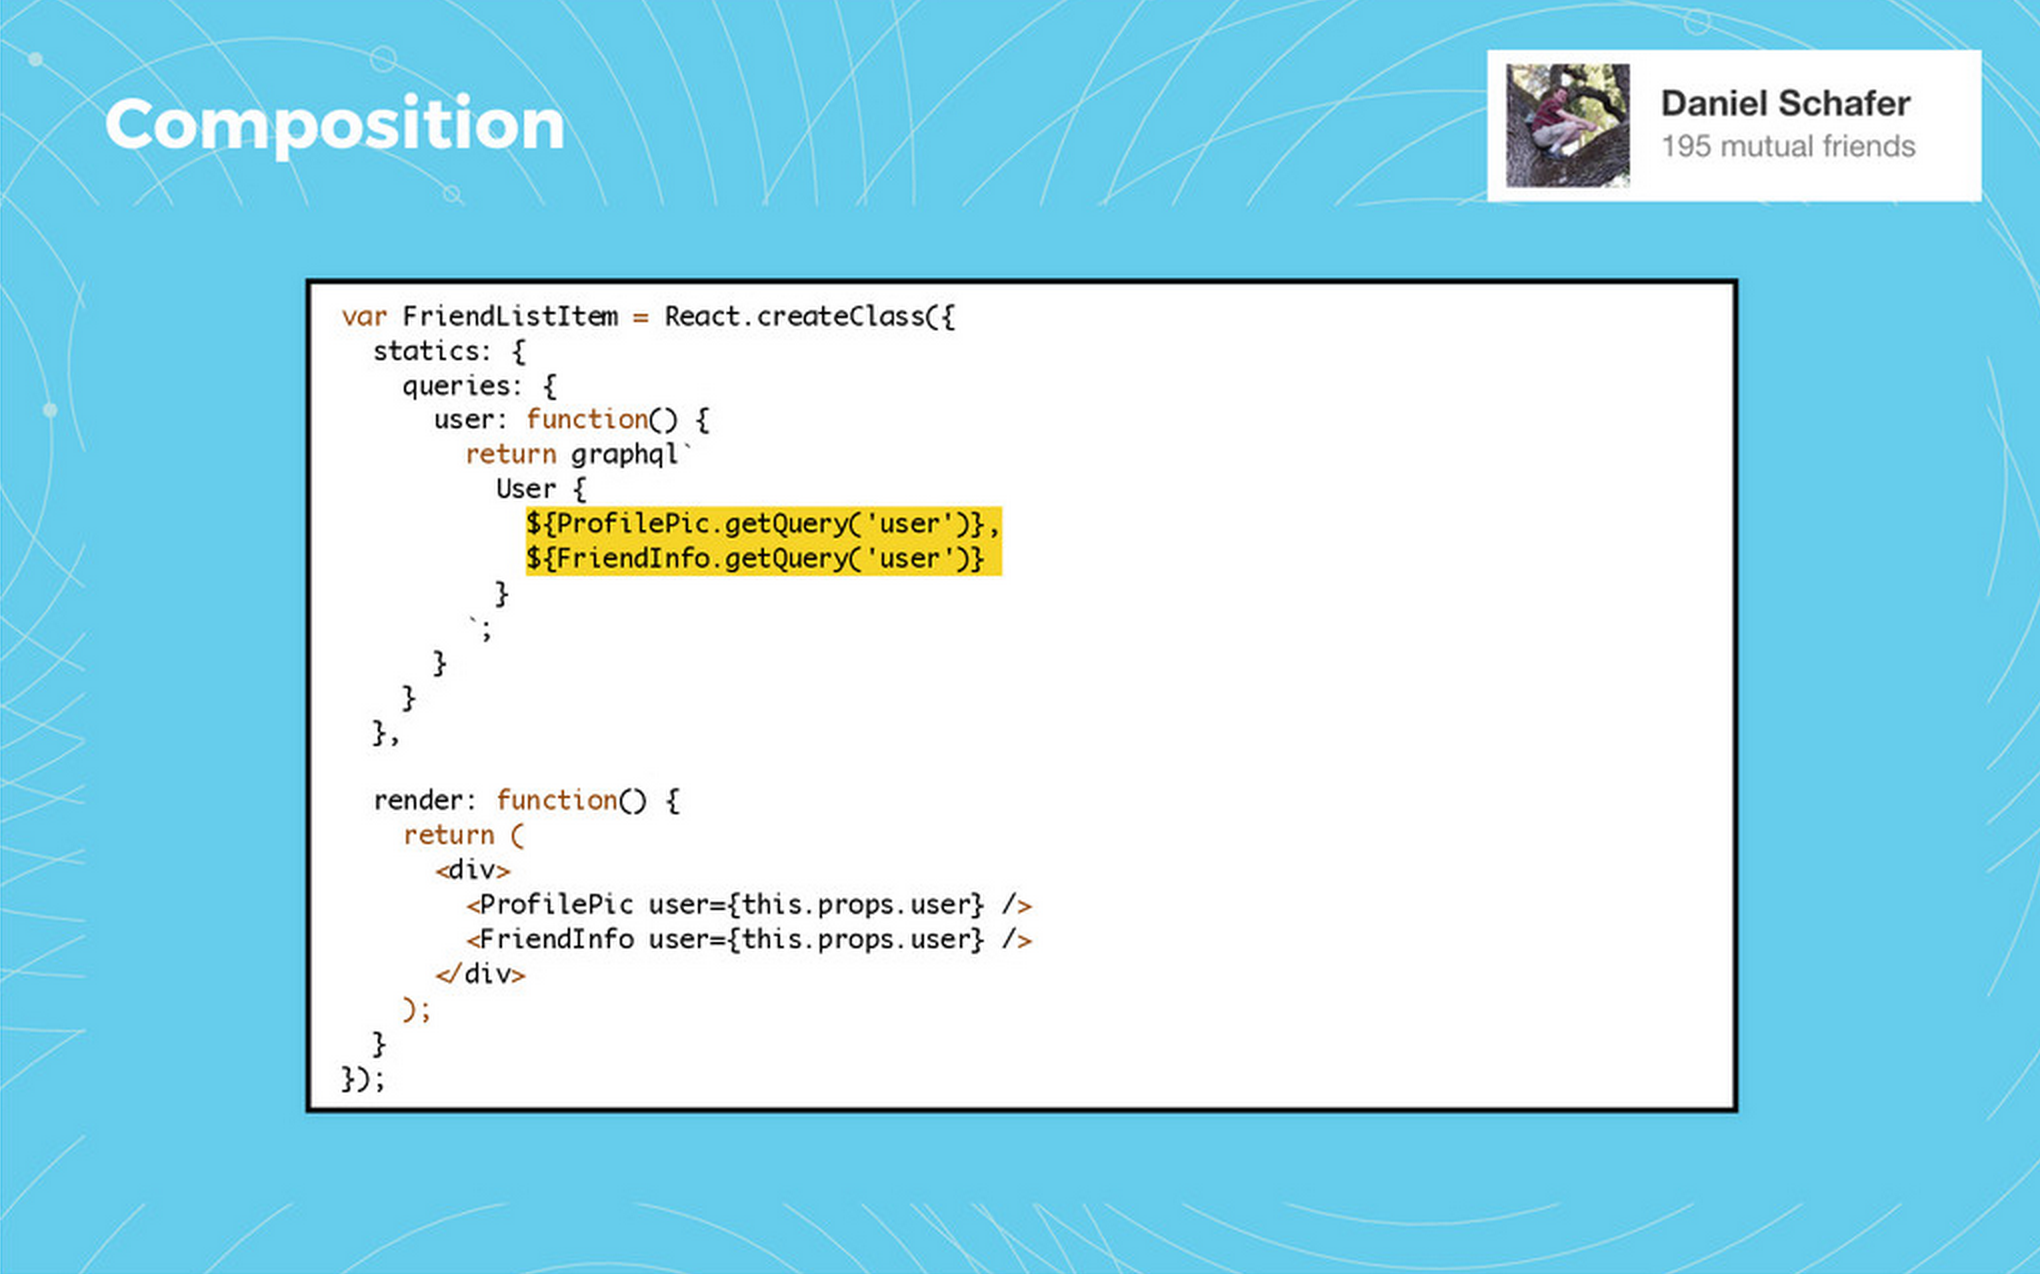 Composition
Daniel Schafer
195 mutual friends
var FriendListItem = React.createClass({
  statics: {
    queries: {
      user: function() {
        return graphql`
          User {
            ${ProfilePic.getQuery('user')},
            ${FriendInfo.getQuery('user')}
          }
        `;
      }
    }
  },

  render: function() {
    return (
      <div>
        <ProfilePic user={this.props.user} />
        <FriendInfo user={this.props.user} />
      </div>
    );
  }
});